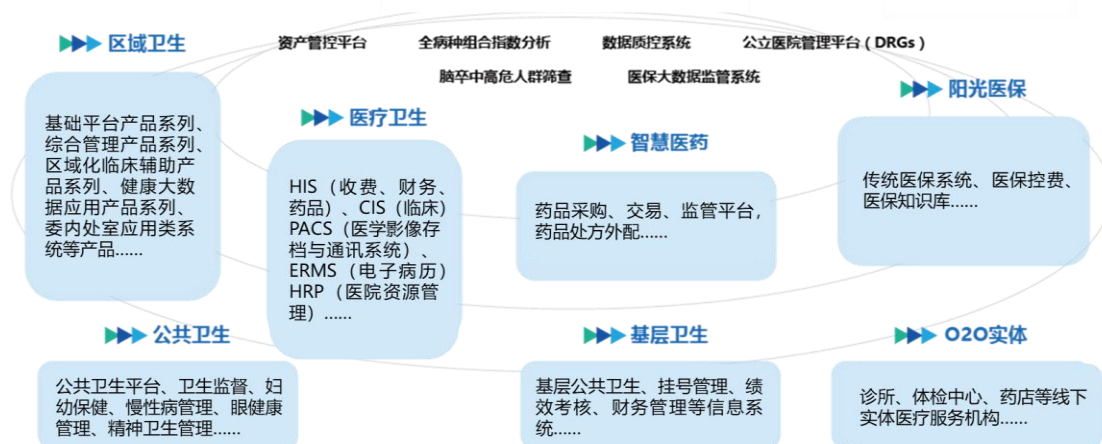 资产管控平台 全病种组合指数分析 数据质控系统 公立医院管理平台（DRGs）
脑卒中高危人群筛查 医保大数据监管系统
区域卫生
基础平台产品系列、
综合管理产品系列、
区域化临床辅助产
品系列、健康大数
据应用产品系列、
委内处室应用类系
统等产品……
医疗卫生
HIS（收费、财务、
药品）、CIS（临床）
PACS（医学影像存
档与通讯系统）、
ERMS（电子病历）
HRP（医院资源管
理）……
智慧医药
药品采购、交易、监管平台，
药品处方外配……
阳光医保
传统医保系统、医保控费、
医保知识库……
公共卫生
公共卫生平台、卫生监督、妇
幼保健、慢性病管理、眼健康
管理、精神卫生管理……
基层卫生
基层公共卫生、挂号管理、绩
效考核、财务管理等信息系
统……
O2O实体
诊所、体检中心、药店等线下
实体医疗服务机构……